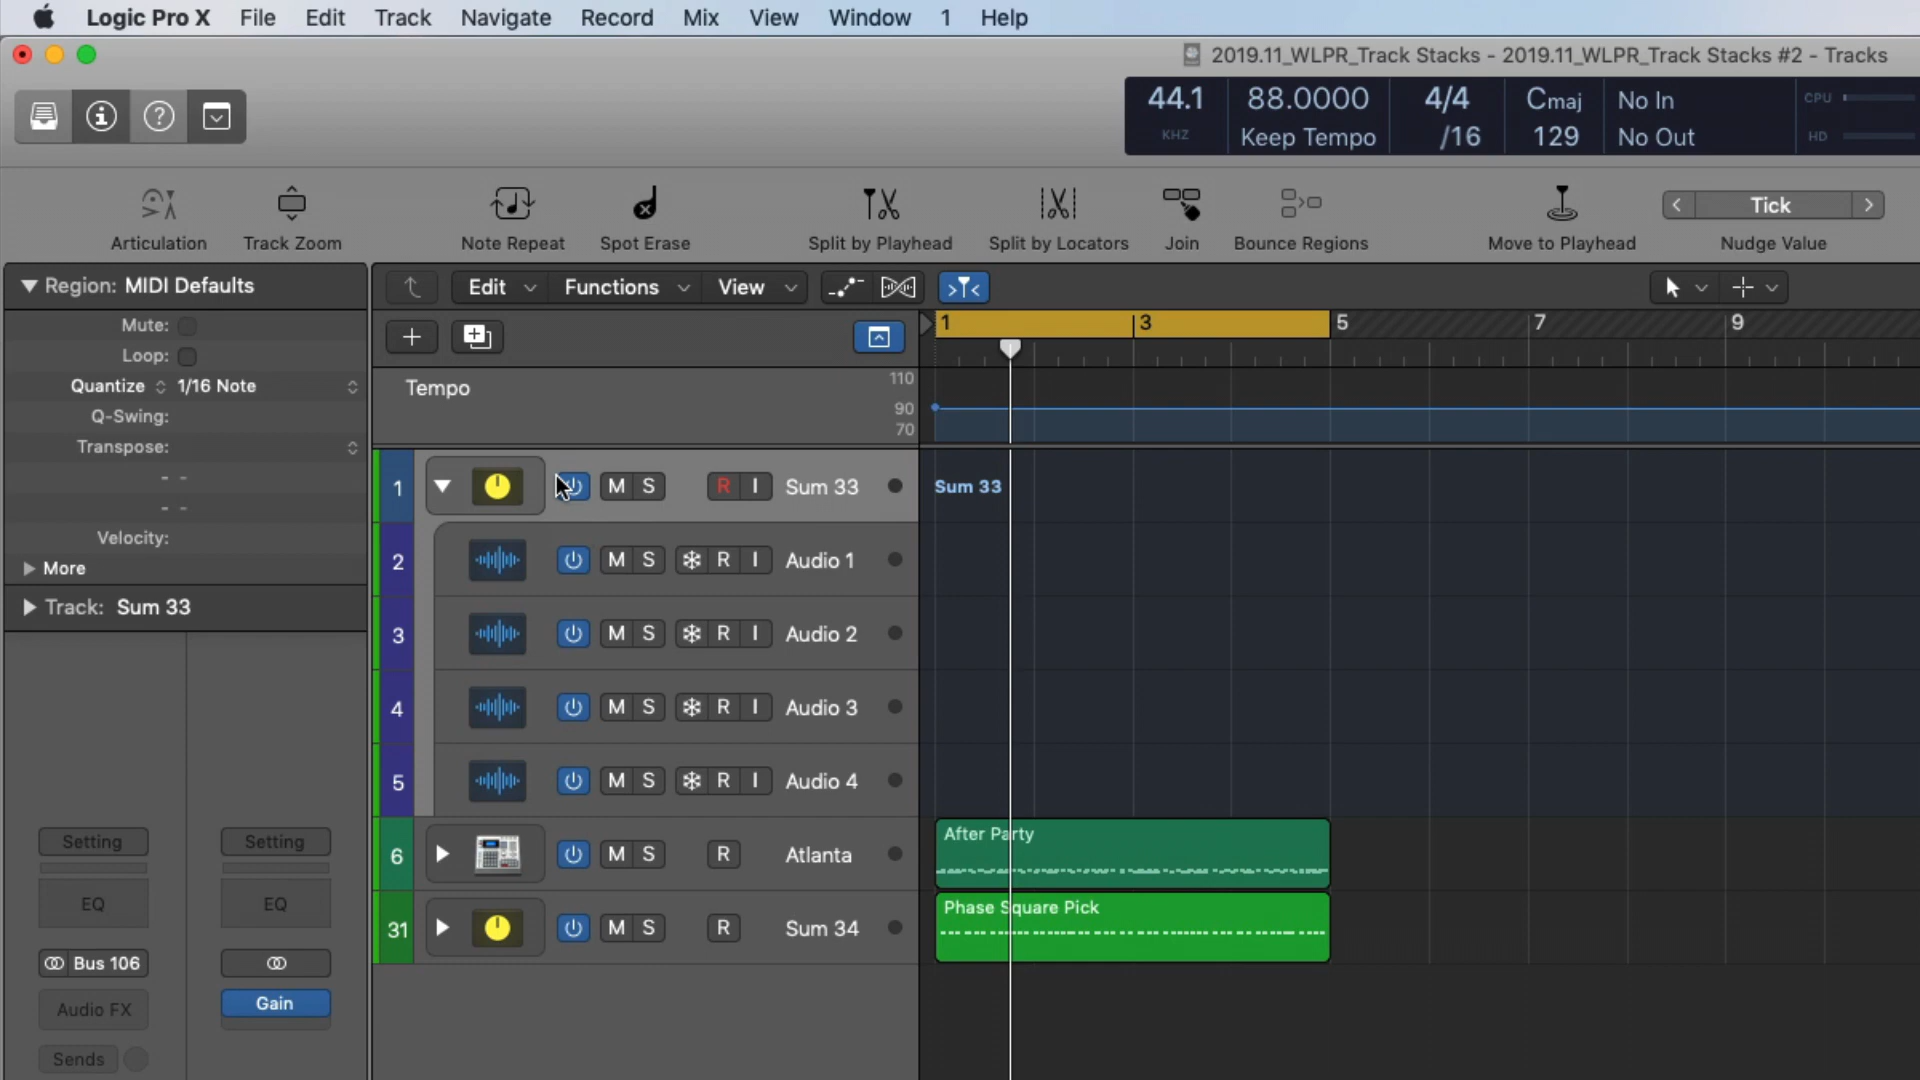 Logic Pro X File Edit Track Navigate Record Mix View Window 1 Help
2019.11_WLPR_Track Stacks - 2019.11_WLPR_Track Stacks #2 - Tracks
44.1 88.0000 4/4 Cmaj No In CPU
KHZ Keep Tempo /16 129 No Out HD
Tick
Articulation Track Zoom Note Repeat Spot Erase Split by Playhead Split by Locators Join Bounce Regions Move to Playhead Nudge Value
Region: MIDI Defaults
Mute:
Loop:
Quantize 1/16 Note
Q-Swing:
Transpose:
- -
- -
Velocity:
More
Track: Sum 33
Setting Setting
EQ EQ
Bus 106
Audio FX Gain
Sends
Edit Functions View
1 3 5 7 9
Tempo 110
90
70
1 M S R I Sum 33 Sum 33
2 M S R I Audio 1
3 M S R I Audio 2
4 M S R I Audio 3
5 M S R I Audio 4
6 M S R Atlanta After Party
31 M S R Sum 34 Phase Square Pick